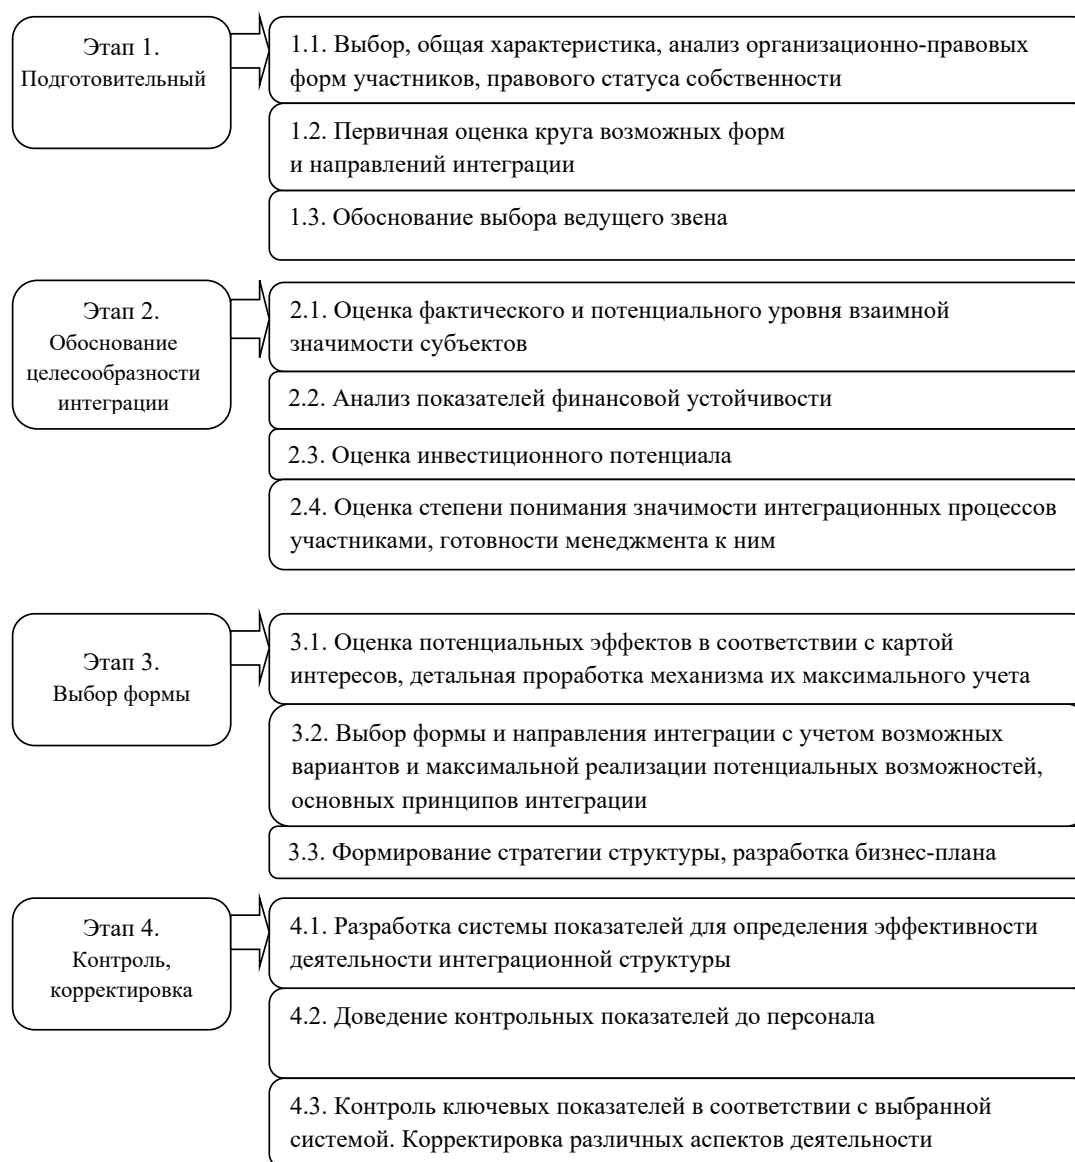 Этап 1.
Подготовительный
1.1. Выбор, общая характеристика, анализ организационно-правовых
форм участников, правового статуса собственности
1.2. Первичная оценка круга возможных форм
и направлений интеграции
1.3. Обоснование выбора ведущего звена
Этап 2.
Обоснование
целесообразности
интеграции
2.1. Оценка фактического и потенциального уровня взаимной
значимости субъектов
2.2. Анализ показателей финансовой устойчивости
2.3. Оценка инвестиционного потенциала
2.4. Оценка степени понимания значимости интеграционных процессов
участниками, готовности менеджмента к ним
Этап 3.
Выбор формы
3.1. Оценка потенциальных эффектов в соответствии с картой
интересов, детальная проработка механизма их максимального учета
3.2. Выбор формы и направления интеграции с учетом возможных
вариантов и максимальной реализации потенциальных возможностей,
основных принципов интеграции
3.3. Формирование стратегии структуры, разработка бизнес-плана
Этап 4.
Контроль,
корректировка
4.1. Разработка системы показателей для определения эффективности
деятельности интеграционной структуры
4.2. Доведение контрольных показателей до персонала
4.3. Контроль ключевых показателей в соответствии с выбранной
системой. Корректировка различных аспектов деятельности